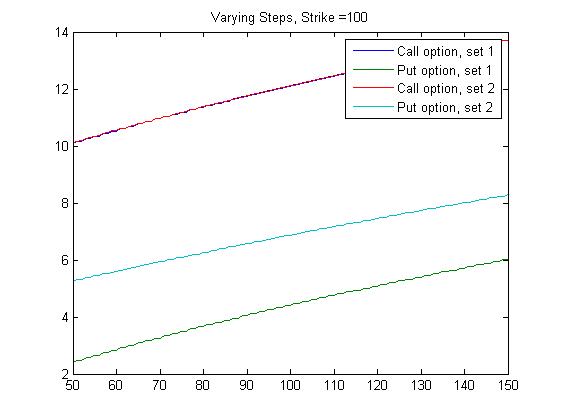 Varying Steps, Strike =100
14
12
10
8
6
4
2
Call option, set 1
Put option, set 1
Call option, set 2
Put option, set 2
50 60 70 80 90 100 110 120 130 140 150